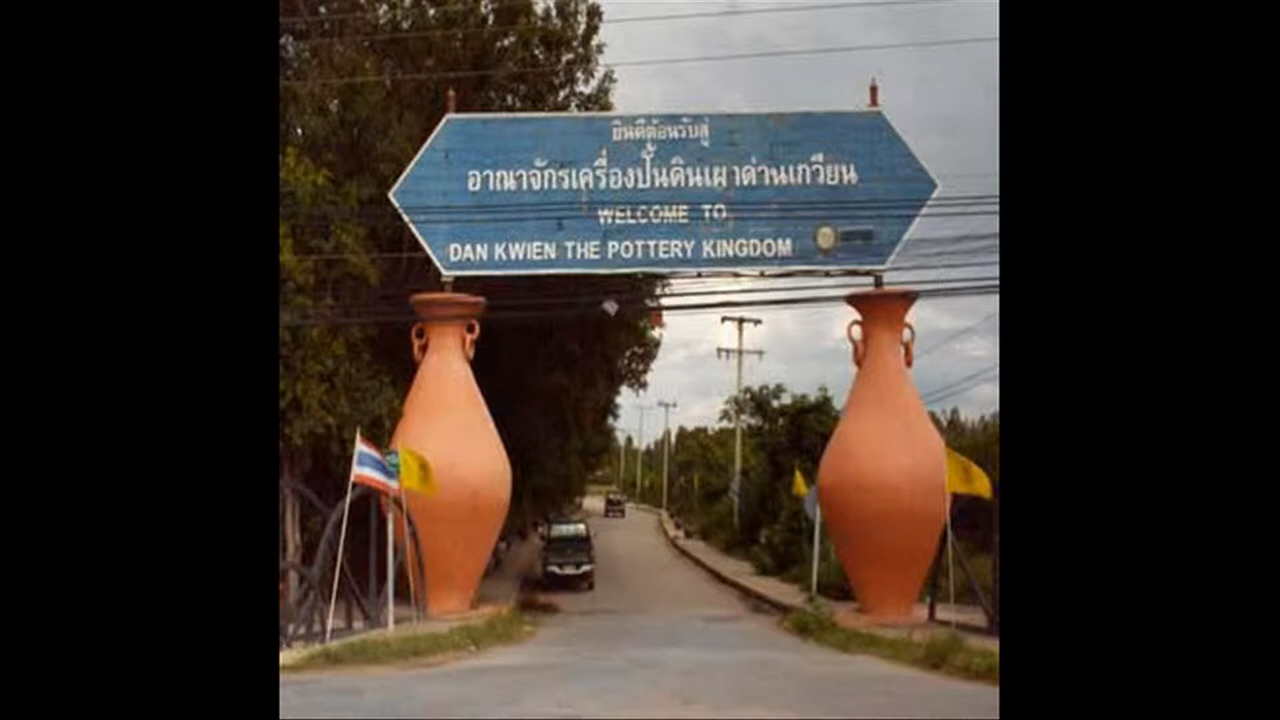 ยินดีต้อนรับสู่
อาณาจักรเครื่องปั้นดินเผาด่านเกวียน
WELCOME TO
DAN KWIEN THE POTTERY KINGDOM